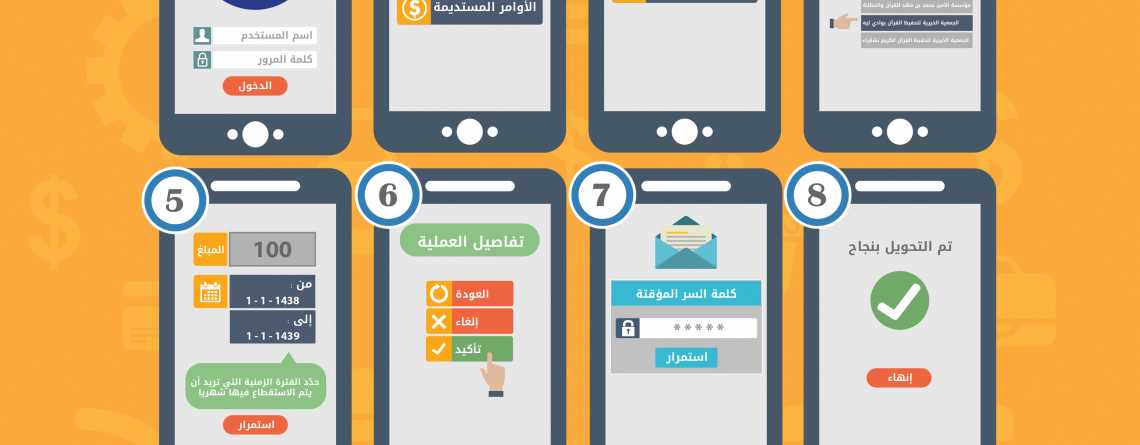 اسم المستخدم
كلمة المرور
الدخول
الأوامر المستديمة
مؤسسة الأمير محمد بن فهد القرآن والخطابة
الجمعية الخيرية لتحفيظ القرآن بوادي ليه
الجمعية الخيرية لتحفيظ القرآن الكريم بشقراء
5
المبلغ
100
من :
1 - 1 - 1438
إلى :
1 - 1 - 1439
حدّد الفترة الزمنية التي تريد أن
يتم الاستقطاع فيها شهريا
استمرار
6
تفاصيل العملية
العودة
إلغاء
تأكيد
7
كلمة السر المؤقتة
*****
استمرار
8
تم التحويل بنجاح
إنهاء